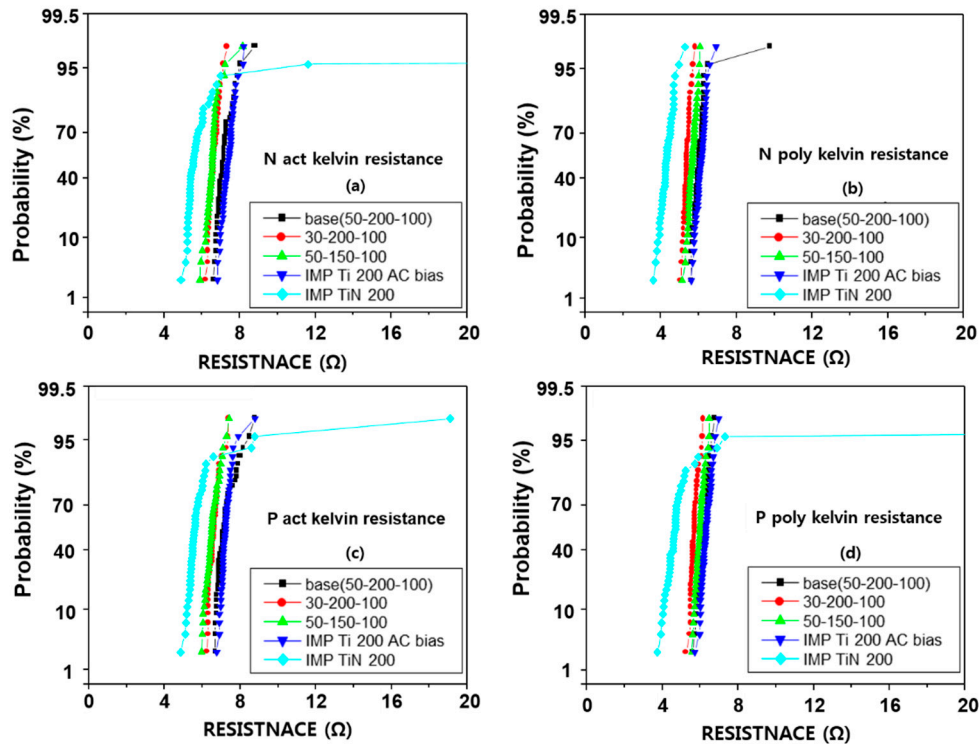 99.5
95
70
40
10
1
Probability (%)
N act kelvin resistance
(a)
base(50-200-100)
30-200-100
50-150-100
IMP Ti 200 AC bias
IMP TiN 200
0 4 8 12 16 20
RESISTNACE (Ω)
99.5
95
70
40
10
1
Probability (%)
N poly kelvin resistance
(b)
base(50-200-100)
30-200-100
50-150-100
IMP Ti 200 AC bias
IMP TiN 200
0 4 8 12 16 20
RESISTNACE (Ω)
99.5
95
70
40
10
1
Probability (%)
P act kelvin resistance
(c)
base(50-200-100)
30-200-100
50-150-100
IMP Ti 200 AC bias
IMP TiN 200
0 4 8 12 16 20
RESISTNACE (Ω)
99.5
95
70
40
10
1
Probability (%)
P poly kelvin resistance
(d)
base(50-200-100)
30-200-100
50-150-100
IMP Ti 200 AC bias
IMP TiN 200
0 4 8 12 16 20
RESISTNACE (Ω)